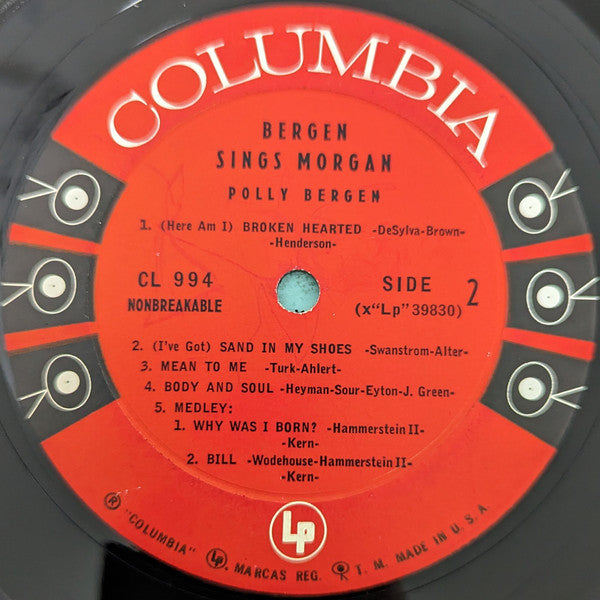 COLUMBIA
BERGEN
SINGS MORGAN
POLLY BERGEN
1. (Here Am I) BROKEN HEARTED -DeSylva-Brown-
-Henderson-
CL 994
NONBREAKABLE
SIDE 2
(x"Lp" 39830)
2. (I've Got) SAND IN MY SHOES -Swanstrom-Alter-
3. MEAN TO ME -Turk-Ahlert-
4. BODY AND SOUL -Heyman-Sour-Eyton-J. Green-
5. MEDLEY:
1. WHY WAS I BORN? -Hammerstein II-
-Kern-
2. BILL -Wodehouse-Hammerstein II-
-Kern-
LP
® "COLUMBIA" MARCAS REG. T. M. MADE IN U. S. A.